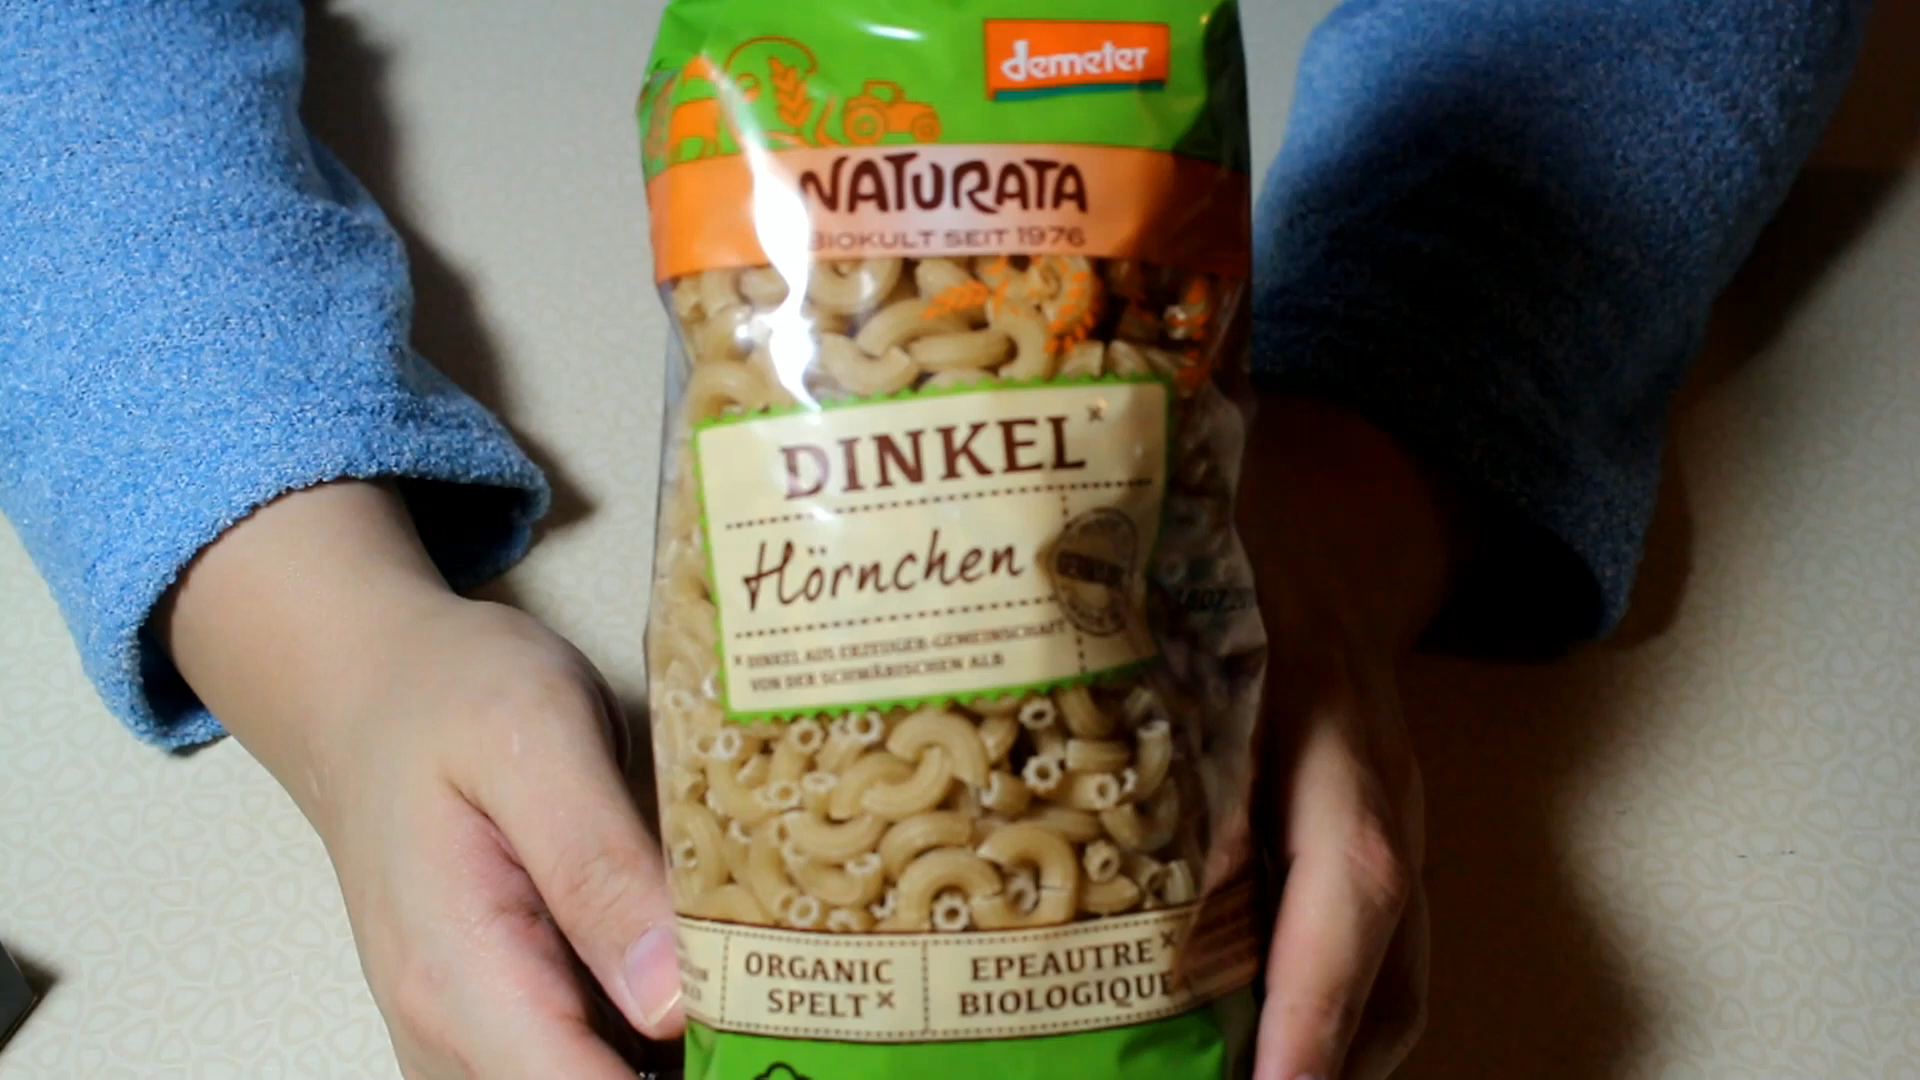 demeter
NATURATA
BIOKULT SEIT 1976
DINKEL×
Hörnchen
× DINKEL AUS ERZEUGER-GEMEINSCHAFT
VON DER SCHWÄBISCHEN ALB
ORGANIC
SPELT×
EPEAUTRE×
BIOLOGIQUE